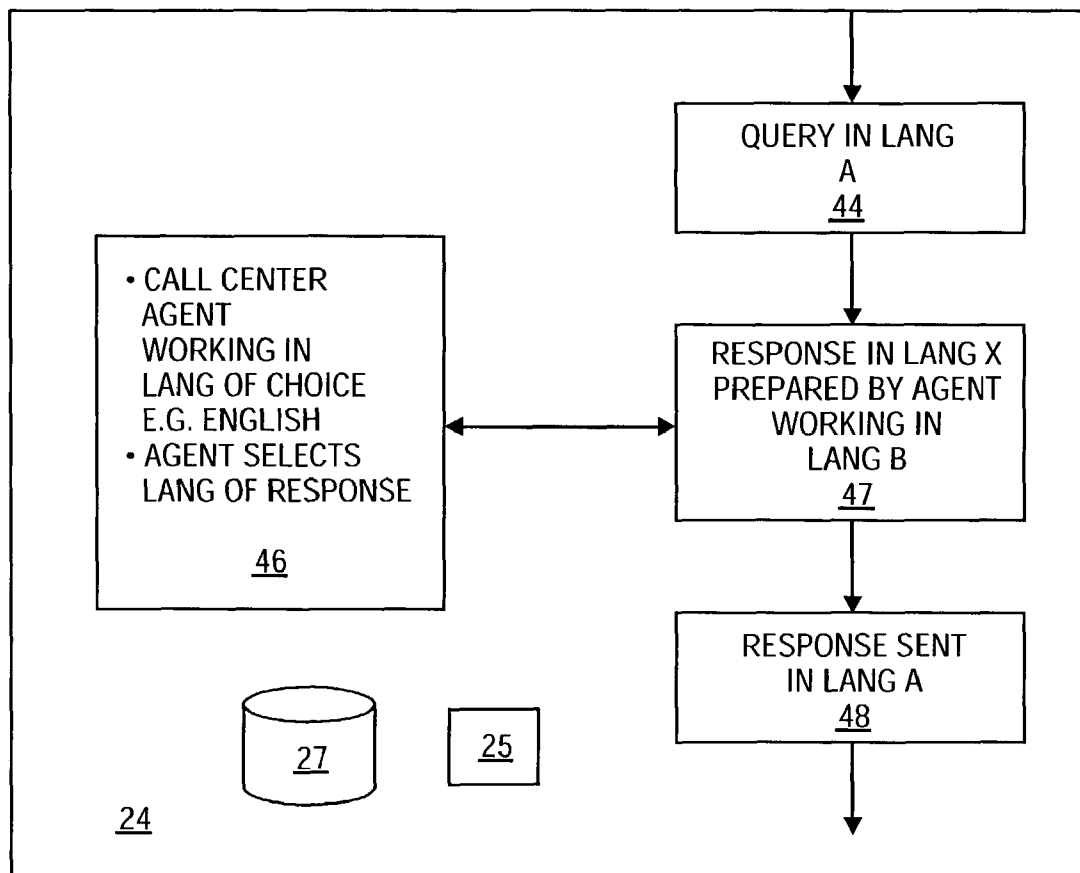 QUERY IN LANG
A
44
• CALL CENTER
AGENT
WORKING IN
LANG OF CHOICE
E.G. ENGLISH
• AGENT SELECTS
LANG OF RESPONSE
46
RESPONSE IN LANG X
PREPARED BY AGENT
WORKING IN
LANG B
47
RESPONSE SENT
IN LANG A
48
27
25
24